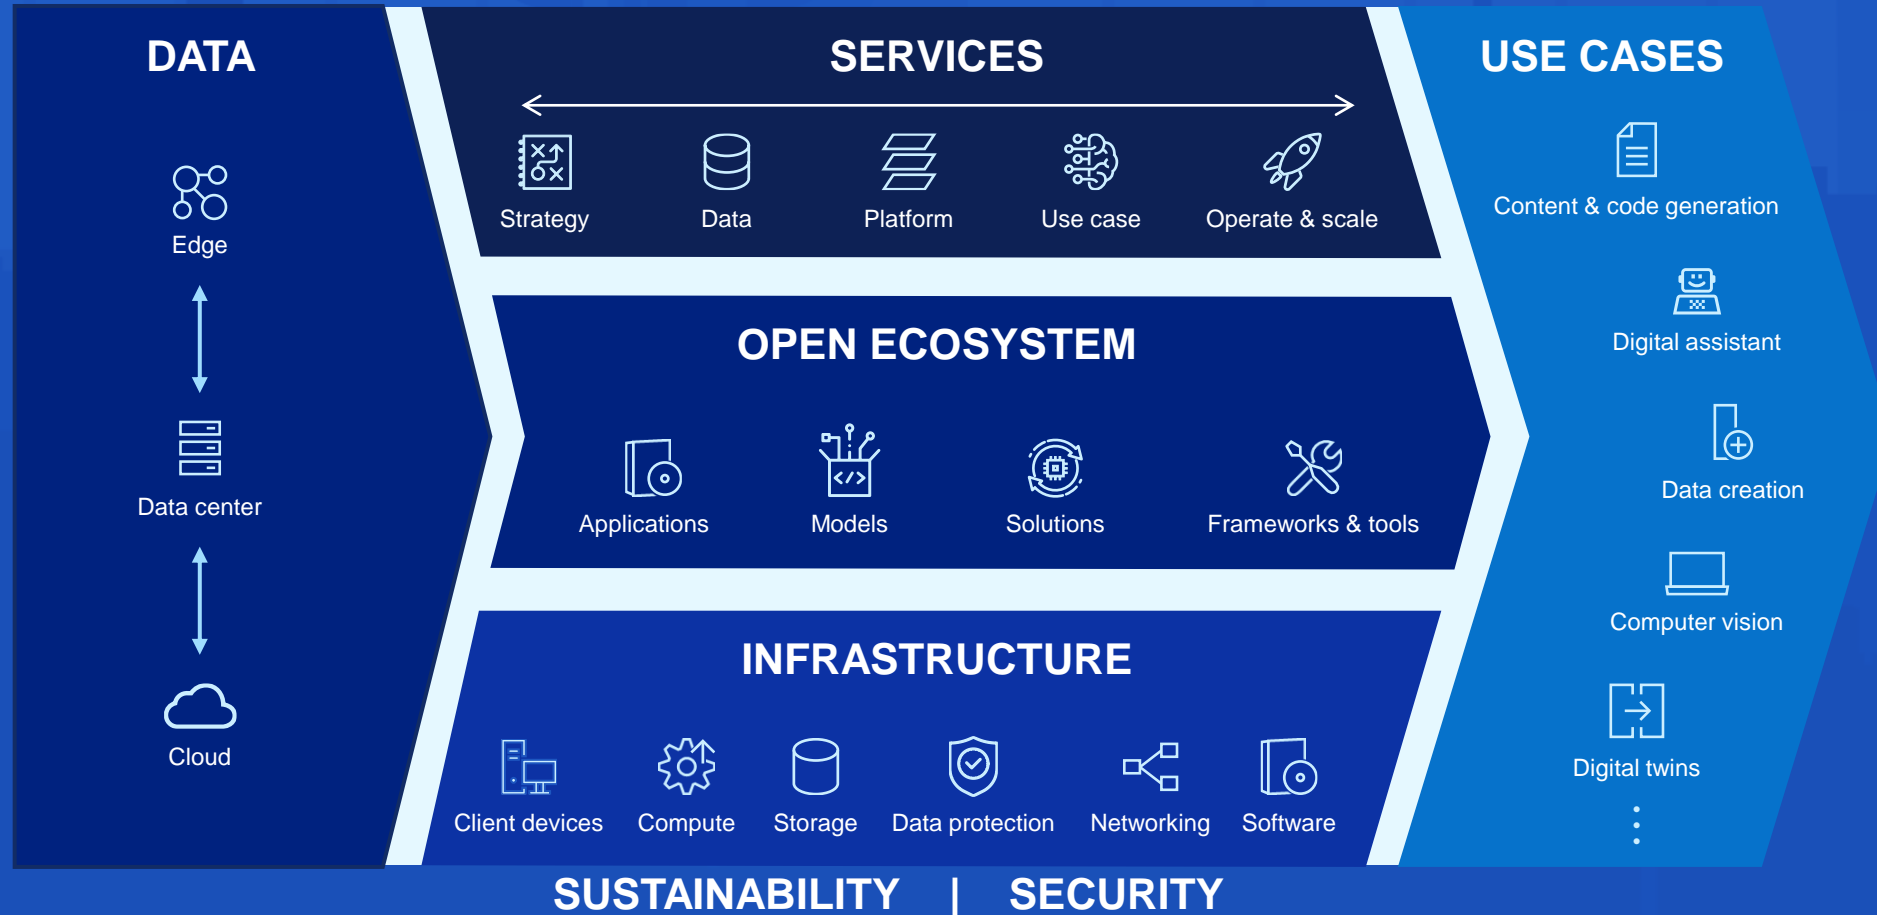 DATA
Edge
Data center
Cloud
SERVICES
Strategy Data Platform Use case Operate & scale
OPEN ECOSYSTEM
Applications Models Solutions Frameworks & tools
INFRASTRUCTURE
Client devices Compute Storage Data protection Networking Software
USE CASES
Content & code generation
Digital assistant
Data creation
Computer vision
Digital twins
SUSTAINABILITY | SECURITY